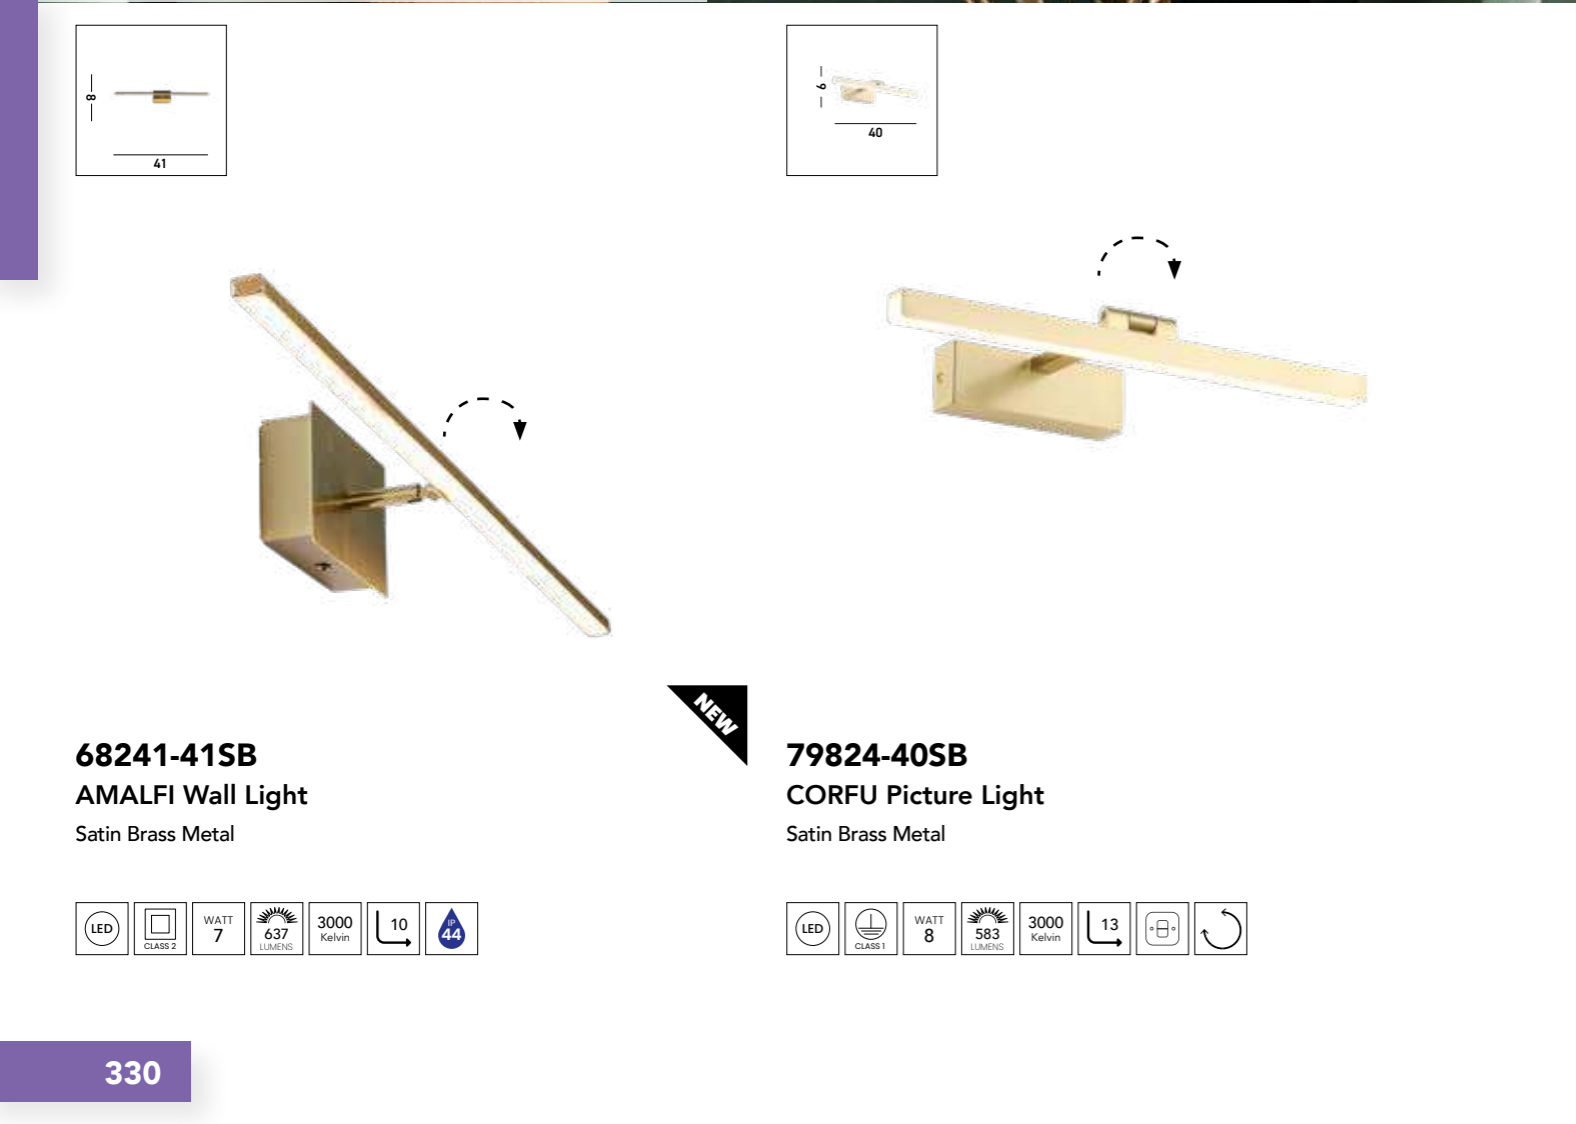 8
41
6
40
NEW
68241-41SB
AMALFI Wall Light
Satin Brass Metal
LED
CLASS 2
WATT
7
637
LUMENS
3000
Kelvin
10
IP
44
79824-40SB
CORFU Picture Light
Satin Brass Metal
LED
CLASS 1
WATT
8
583
LUMENS
3000
Kelvin
13
330